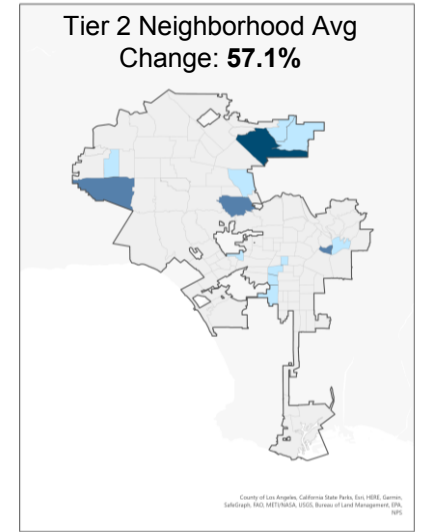 Tier 2 Neighborhood Avg
Change: 57.1%
County of Los Angeles, California State Parks, Esri, HERE, Garmin,
SafeGraph, FAO, METI/NASA, USGS, Bureau of Land Management, EPA,
NPS